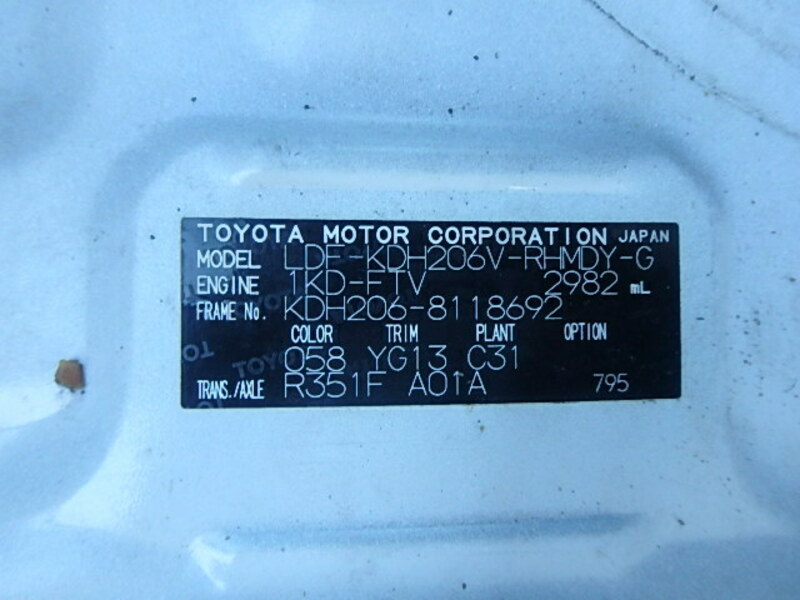 TOYOTA MOTOR CORPORATION JAPAN
MODEL LDF-KDH206V-RHMDY-G
ENGINE 1KD-FTV 2982 mL
FRAME No. KDH206-8118692
COLOR TRIM PLANT OPTION
058 YG13 C31
TRANS./AXLE R351F A01A 795